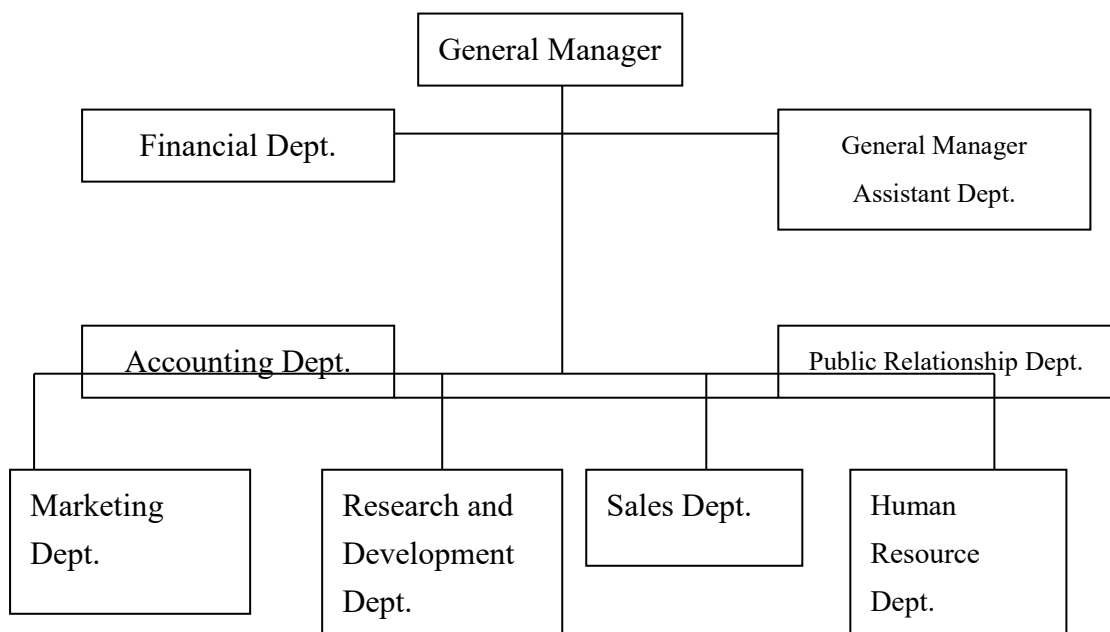 General Manager
Financial Dept.
General Manager
Assistant Dept.
Accounting Dept.
Public Relationship Dept.
Marketing
Dept.
Research and
Development
Dept.
Sales Dept.
Human
Resource
Dept.